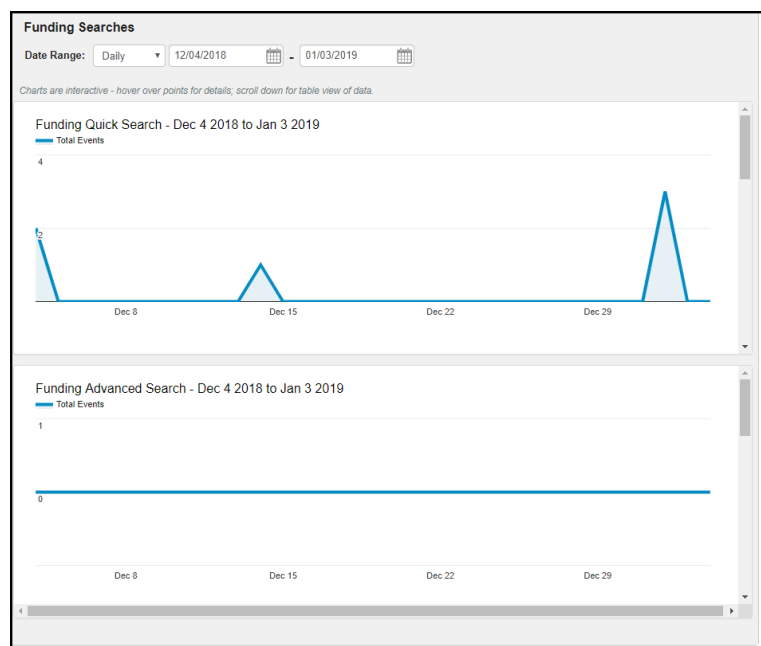 Funding Searches
Date Range: Daily 12/04/2018 - 01/03/2019
Charts are interactive - hover over points for details; scroll down for table view of data.
Funding Quick Search - Dec 4 2018 to Jan 3 2019
Total Events
4
2
Dec 8 Dec 15 Dec 22 Dec 29
Funding Advanced Search - Dec 4 2018 to Jan 3 2019
Total Events
1
0
Dec 8 Dec 15 Dec 22 Dec 29